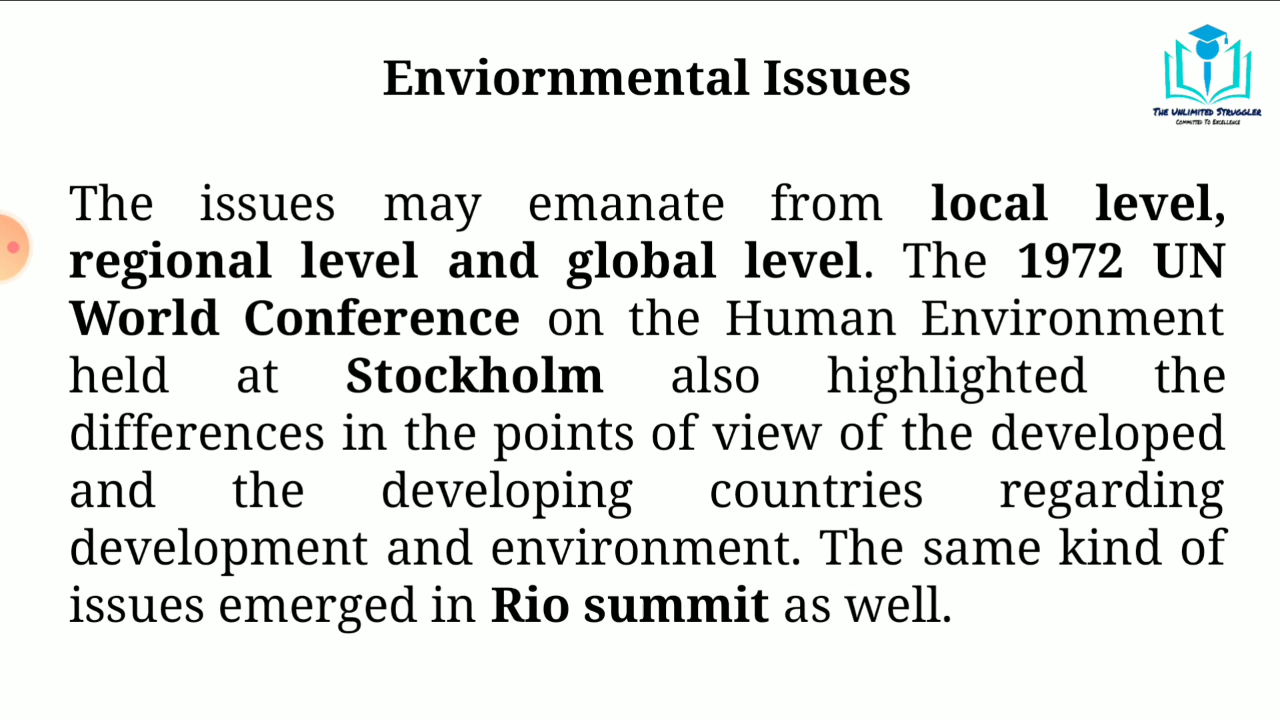 Enviornmental Issues
THE UNLIMITED STRUGGLER
COMMITTED TO EXCELLENCE
The issues may emanate from local level,
regional level and global level. The 1972 UN
World Conference on the Human Environment
held at Stockholm also highlighted the
differences in the points of view of the developed
and the developing countries regarding
development and environment. The same kind of
issues emerged in Rio summit as well.